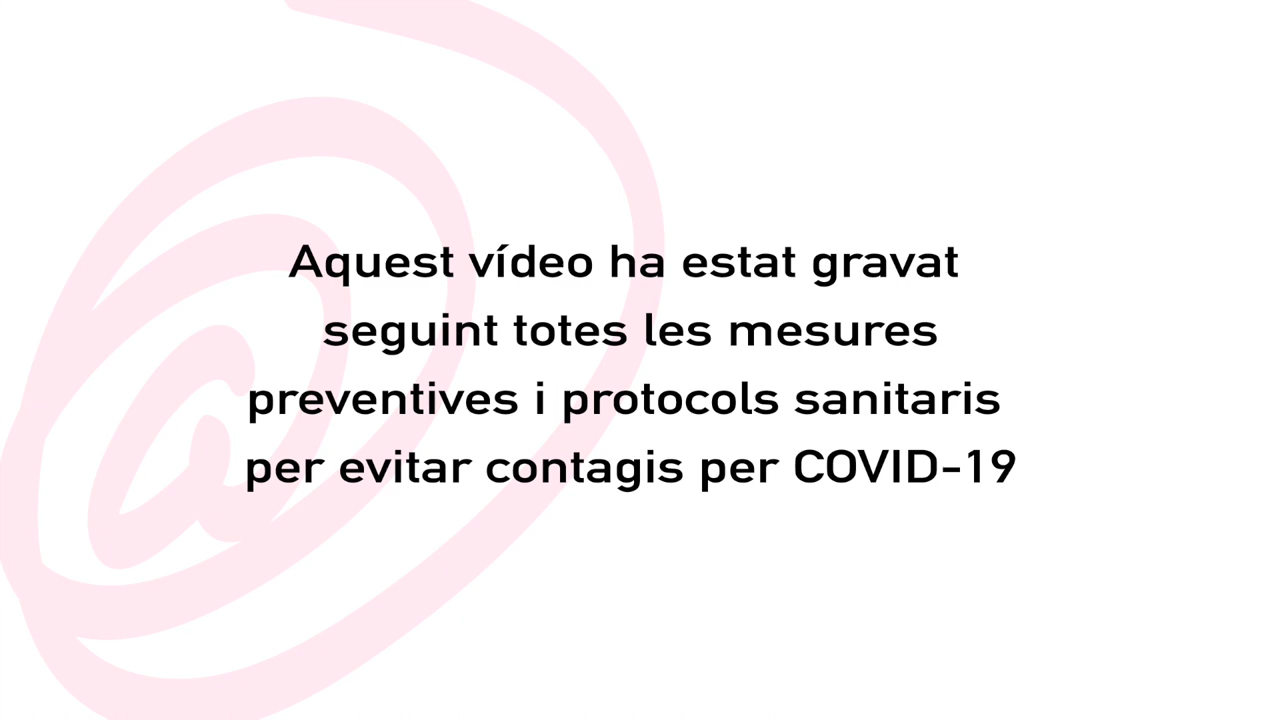 Aquest vídeo ha estat gravat
seguint totes les mesures
preventives i protocols sanitaris
per evitar contagis per COVID-19